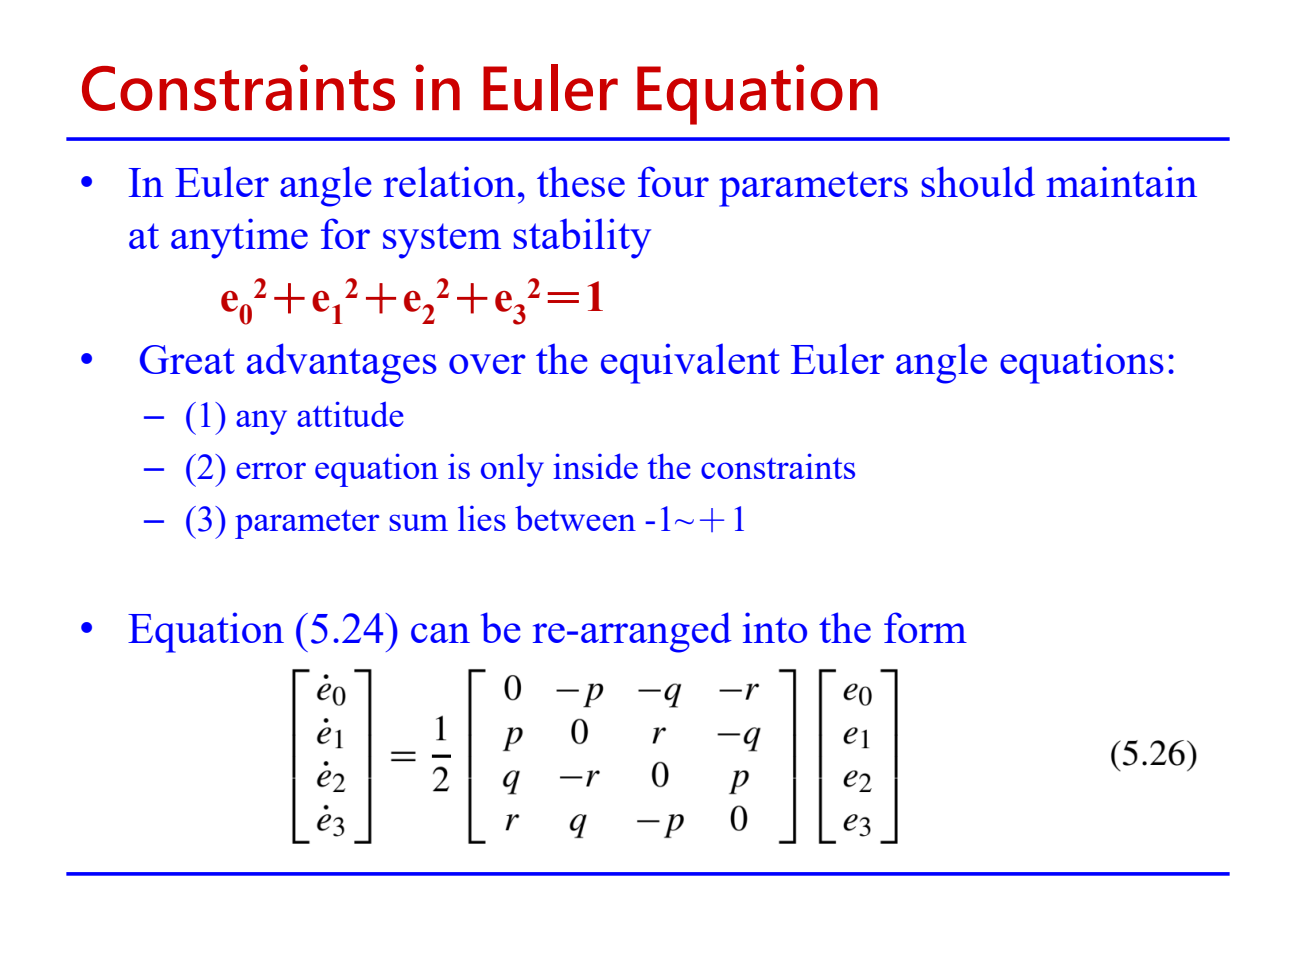 Constraints in Euler Equation
• In Euler angle relation, these four parameters should maintain
at anytime for system stability
e₀²＋e₁²＋e₂²＋e₃²＝1
• Great advantages over the equivalent Euler angle equations:
– (1) any attitude
– (2) error equation is only inside the constraints
– (3) parameter sum lies between -1~＋1
• Equation (5.24) can be re-arranged into the form
[ė₀ ė₁ ė₂ ė₃] = 1/2 [0 −p −q −r; p 0 r −q; q −r 0 p; r q −p 0] [e₀ e₁ e₂ e₃] (5.26)